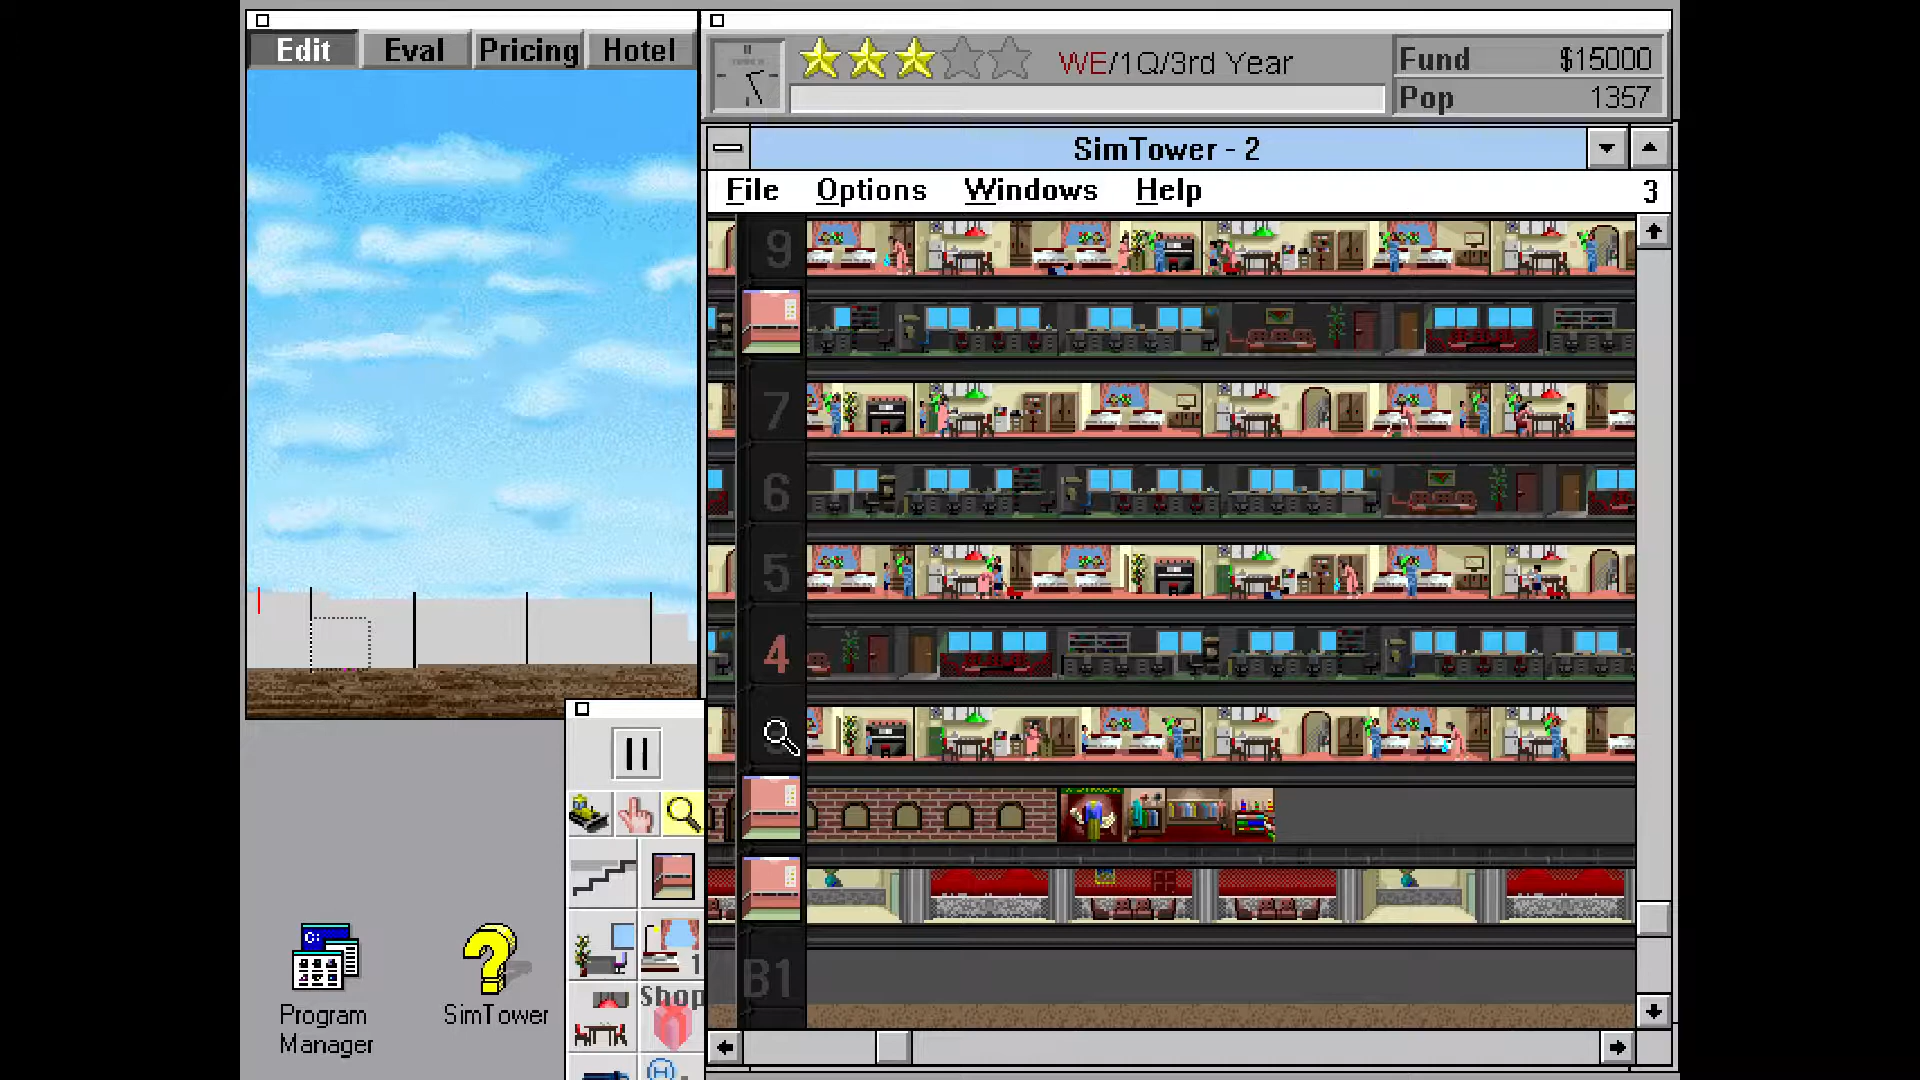 Edit Eval Pricing Hotel
WE/1Q/3rd Year
Fund $15000
Pop 1357
SimTower - 2
File Options Windows Help 3
9
7
6
5
4
B1
1
Shop
C:\
H
Program
Manager
SimTower